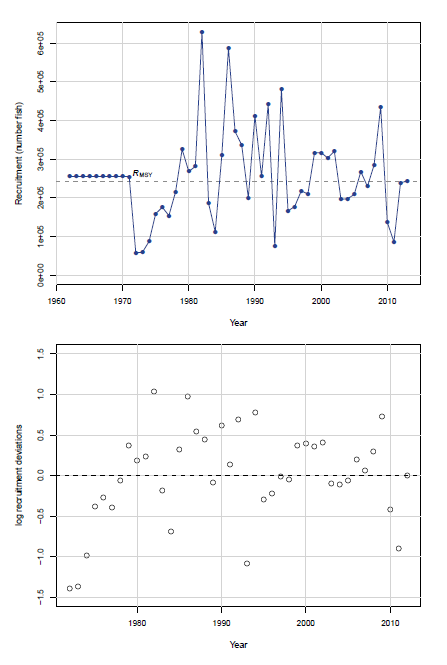 Recruitment (number fish)
6e+05
5e+05
4e+05
3e+05
2e+05
1e+05
0e+00
RMSY
1960 1970 1980 1990 2000 2010
Year
log recruitment deviations
1.5
1.0
0.5
0.0
−0.5
−1.0
−1.5
1980 1990 2000 2010
Year